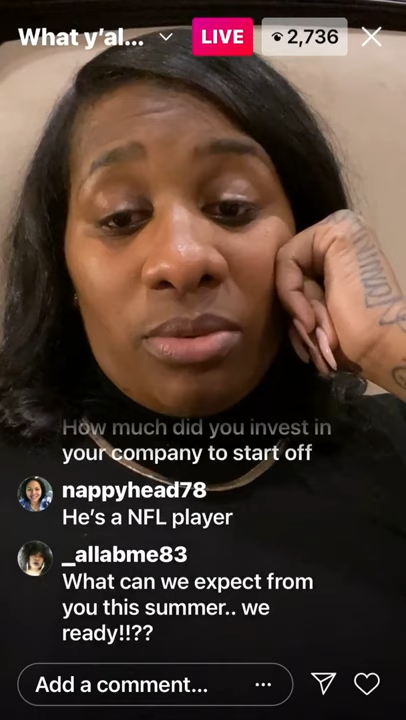 What y’al...
LIVE
2,736
How much did you invest in
your company to start off
nappyhead78
He’s a NFL player
_allabme83
What can we expect from
you this summer.. we
ready!!??
Add a comment...